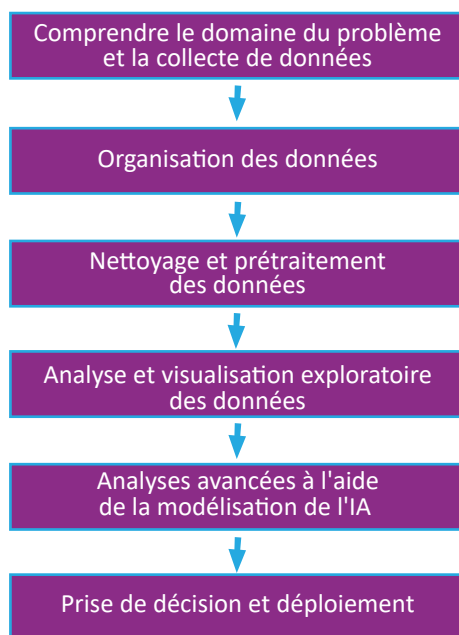 Comprendre le domaine du problème
et la collecte de données
Organisation des données
Nettoyage et prétraitement
des données
Analyse et visualisation exploratoire
des données
Analyses avancées à l'aide
de la modélisation de l'IA
Prise de décision et déploiement